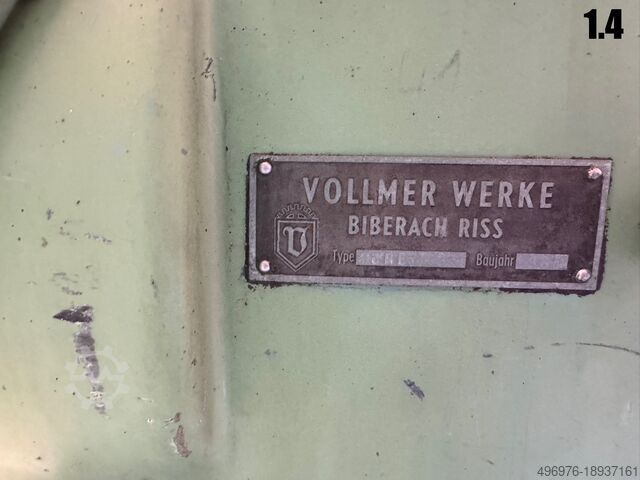 1.4
VOLLMER WERKE
BIBERACH RISS
V
Type
Baujahr
496976-18937161